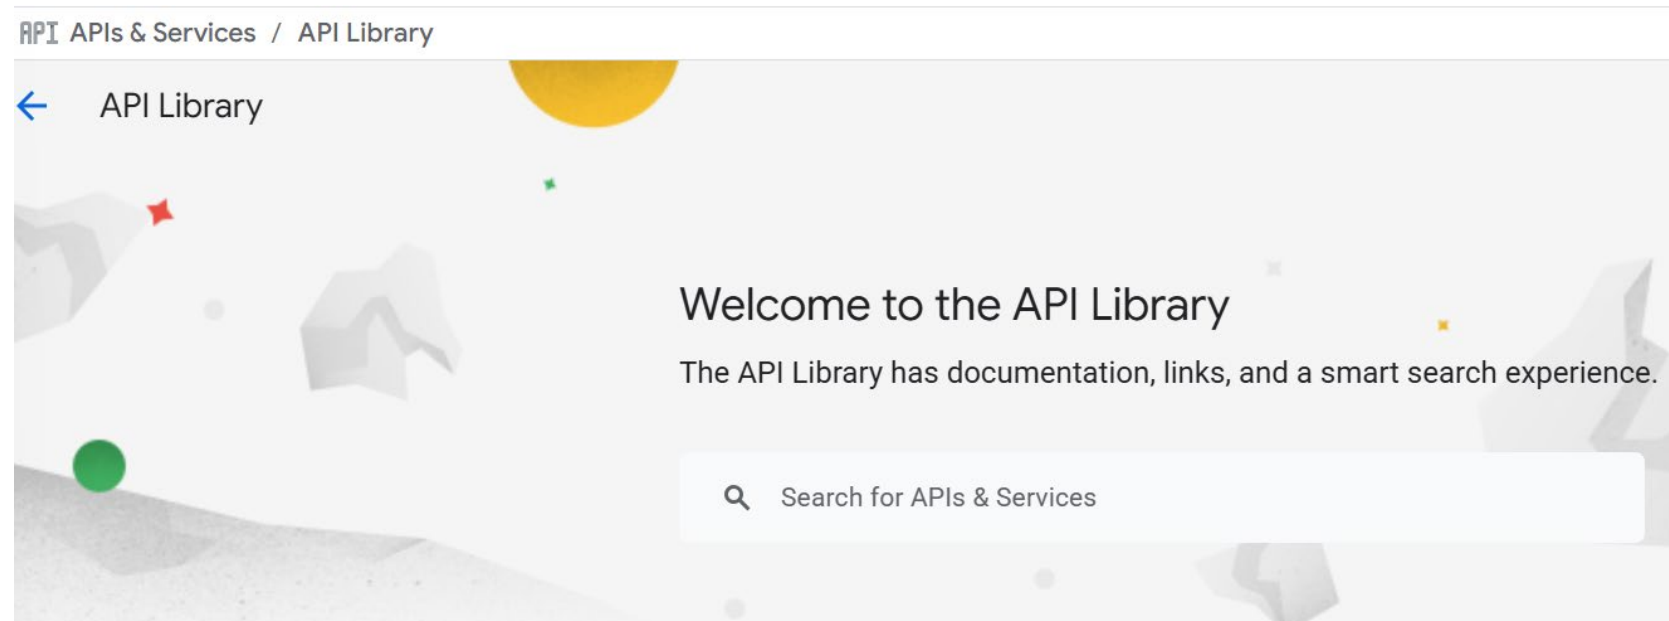 API APIs & Services / API Library
API Library
Welcome to the API Library
The API Library has documentation, links, and a smart search experience.
Search for APIs & Services